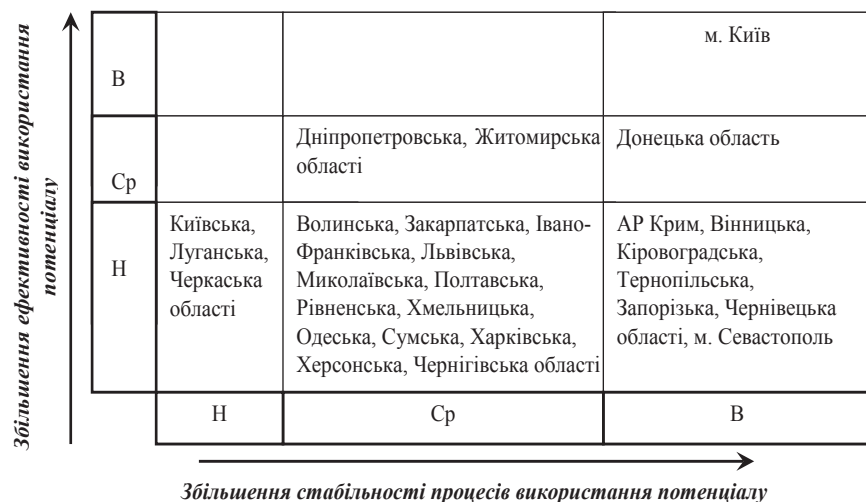 Збільшення ефективності використання
потенціалу
В
м. Київ
Ср
Дніпропетровська, Житомирська
області
Донецька область
Н
Київська,
Луганська,
Черкаська
області
Волинська, Закарпатська, Івано-
Франківська, Львівська,
Миколаївська, Полтавська,
Рівненська, Хмельницька,
Одеська, Сумська, Харківська,
Херсонська, Чернігівська області
АР Крим, Вінницька,
Кіровоградська,
Тернопільська,
Запорізька, Чернівецька
області, м. Севастополь
Н
Ср
В
Збільшення стабільності процесів використання потенціалу